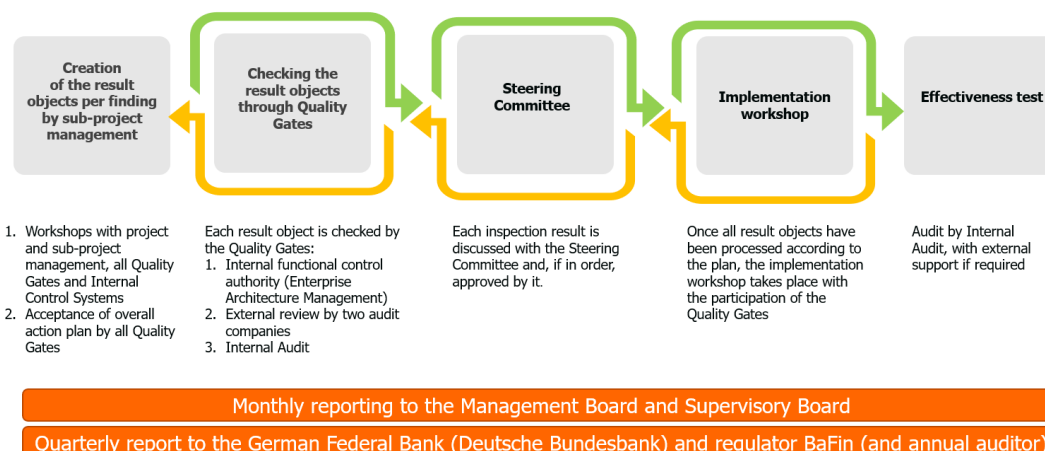 Creation
of the result
objects per finding
by sub-project
management
Checking the
result objects
through Quality
Gates
Steering
Committee
Implementation
workshop
Effectiveness test
1. Workshops with project
and sub-project
management, all Quality
Gates and Internal
Control Systems
2. Acceptance of overall
action plan by all Quality
Gates
Each result object is checked by
the Quality Gates:
1. Internal functional control
authority (Enterprise
Architecture Management)
2. External review by two audit
companies
3. Internal Audit
Each inspection result is
discussed with the Steering
Committee and, if in order,
approved by it.
Once all result objects have
been processed according to
the plan, the implementation
workshop takes place with
the participation of the
Quality Gates
Audit by Internal
Audit, with external
support if required
Monthly reporting to the Management Board and Supervisory Board
Quarterly report to the German Federal Bank (Deutsche Bundesbank) and regulator BaFin (and annual auditor)